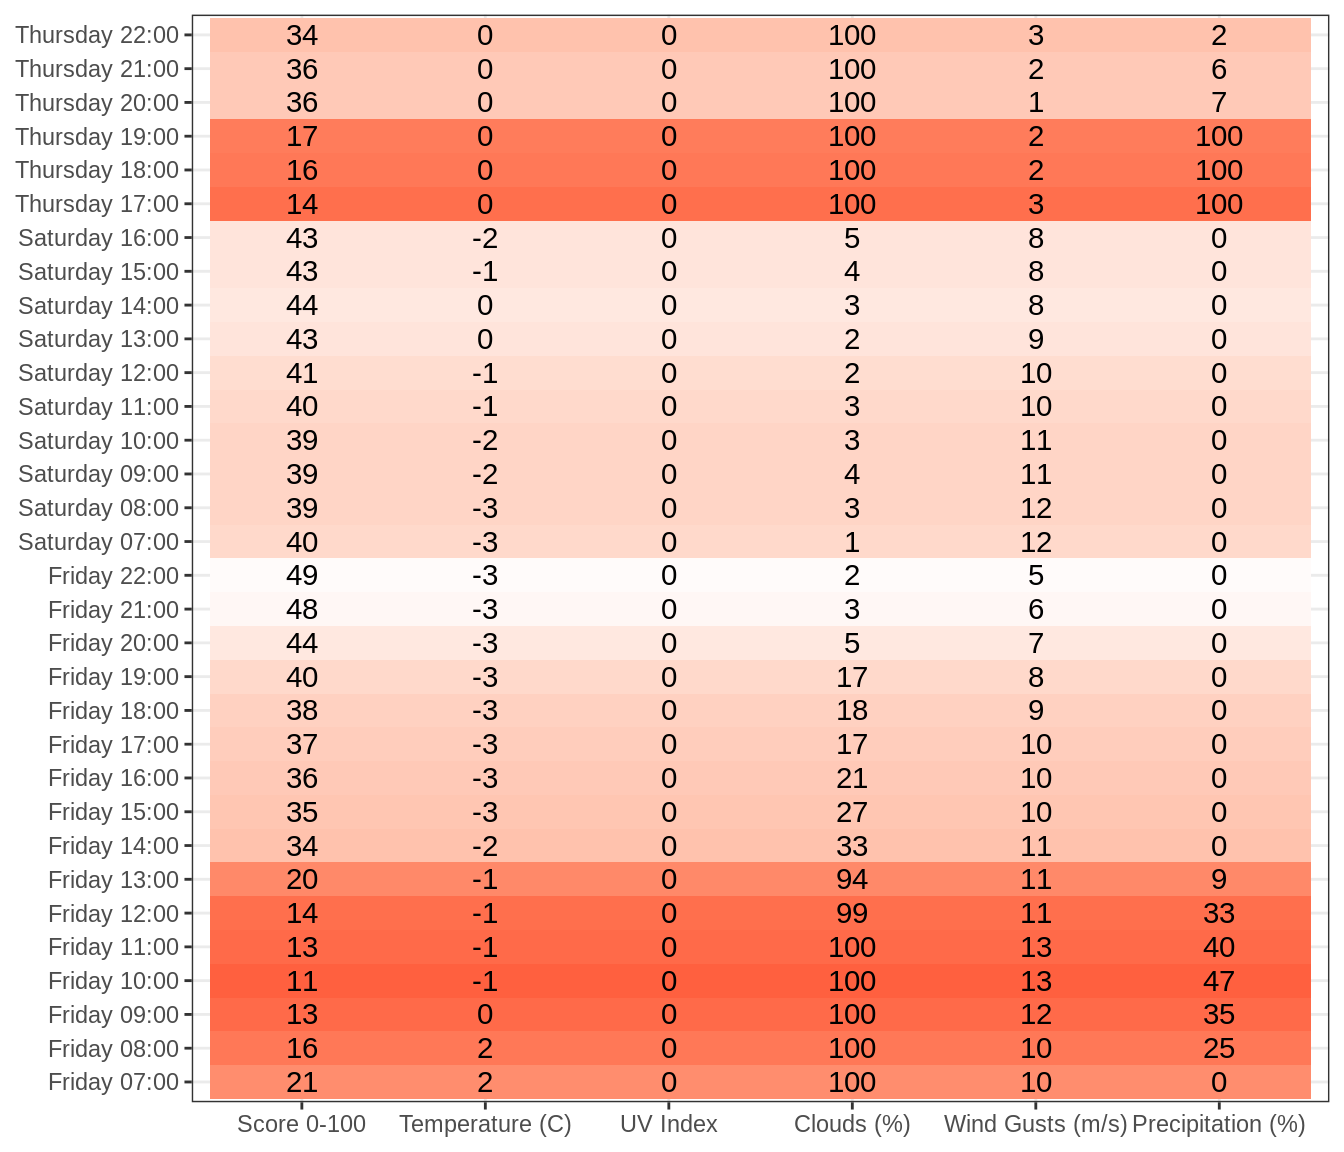 Thursday 22:00 34 0 0 100 3 2
Thursday 21:00 36 0 0 100 2 6
Thursday 20:00 36 0 0 100 1 7
Thursday 19:00 17 0 0 100 2 100
Thursday 18:00 16 0 0 100 2 100
Thursday 17:00 14 0 0 100 3 100
Saturday 16:00 43 -2 0 5 8 0
Saturday 15:00 43 -1 0 4 8 0
Saturday 14:00 44 0 0 3 8 0
Saturday 13:00 43 0 0 2 9 0
Saturday 12:00 41 -1 0 2 10 0
Saturday 11:00 40 -1 0 3 10 0
Saturday 10:00 39 -2 0 3 11 0
Saturday 09:00 39 -2 0 4 11 0
Saturday 08:00 39 -3 0 3 12 0
Saturday 07:00 40 -3 0 1 12 0
Friday 22:00 49 -3 0 2 5 0
Friday 21:00 48 -3 0 3 6 0
Friday 20:00 44 -3 0 5 7 0
Friday 19:00 40 -3 0 17 8 0
Friday 18:00 38 -3 0 18 9 0
Friday 17:00 37 -3 0 17 10 0
Friday 16:00 36 -3 0 21 10 0
Friday 15:00 35 -3 0 27 10 0
Friday 14:00 34 -2 0 33 11 0
Friday 13:00 20 -1 0 94 11 9
Friday 12:00 14 -1 0 99 11 33
Friday 11:00 13 -1 0 100 13 40
Friday 10:00 11 -1 0 100 13 47
Friday 09:00 13 0 0 100 12 35
Friday 08:00 16 2 0 100 10 25
Friday 07:00 21 2 0 100 10 0
Score 0-100 Temperature (C) UV Index Clouds (%) Wind Gusts (m/s) Precipitation (%)